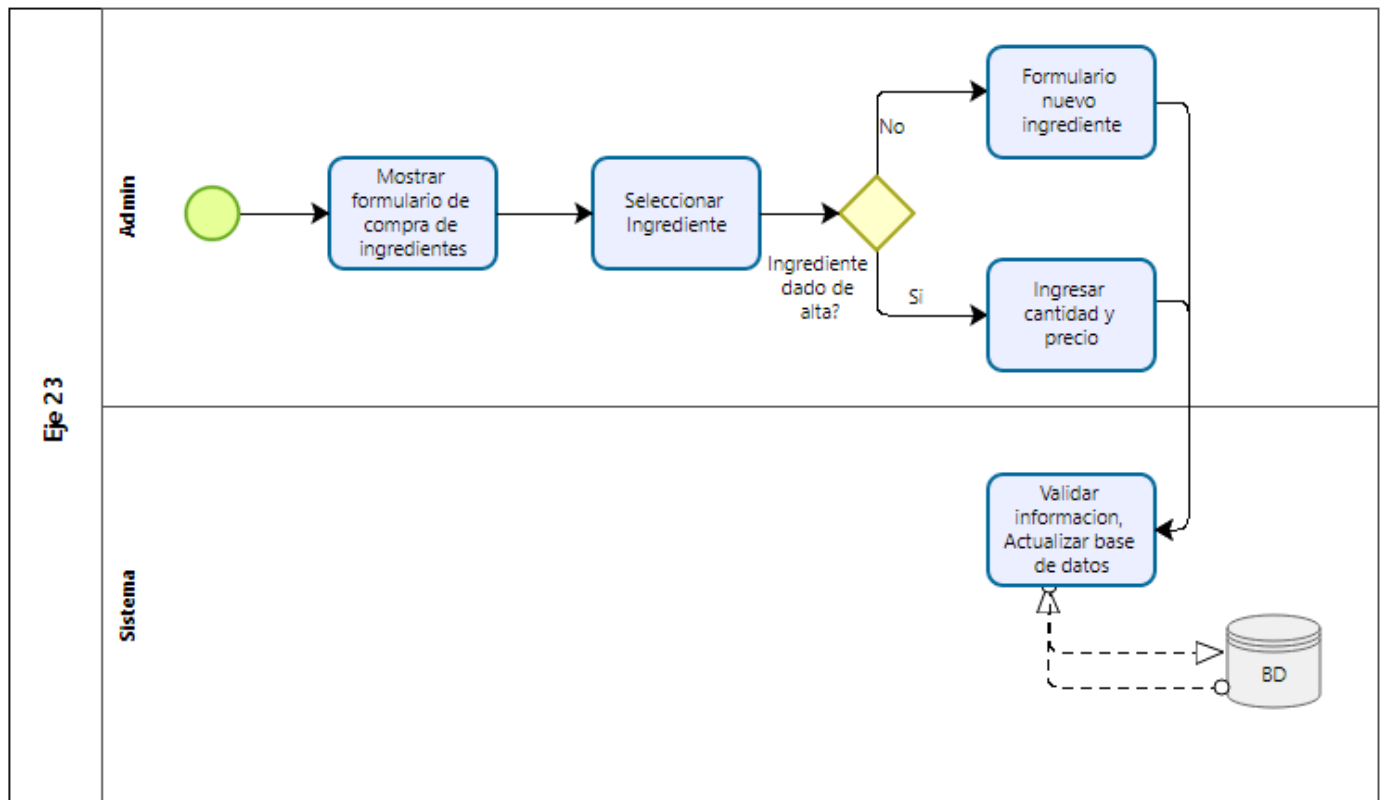 Eje 23
Admin
Mostrar
formulario de
compra de
ingredientes
Seleccionar
Ingrediente
Ingrediente
dado de
alta?
No
Sí
Formulario
nuevo
ingrediente
Ingresar
cantidad y
precio
Sistema
Validar
informacion,
Actualizar base
de datos
BD